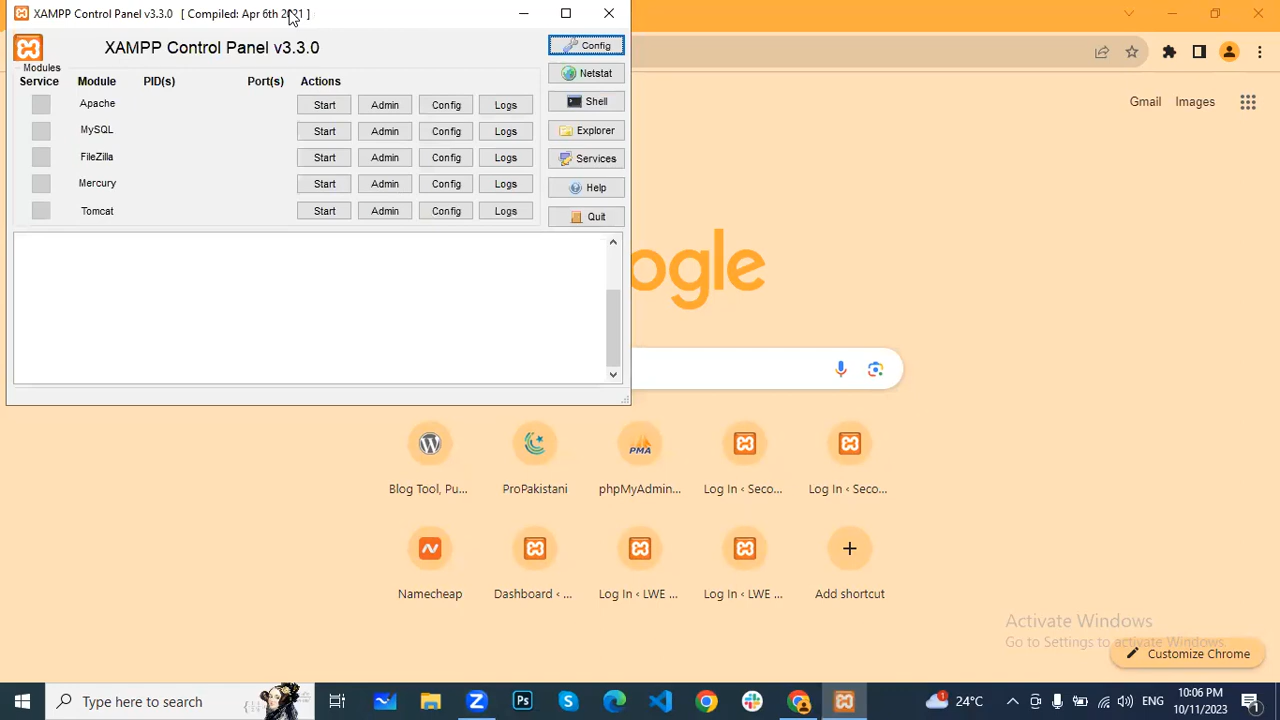 XAMPP Control Panel v3.3.0 [ Compiled: Apr 6th 2021 ]
XAMPP Control Panel v3.3.0
Config
Modules
Service Module PID(s) Port(s) Actions
Netstat
Apache Start Admin Config Logs
Shell
MySQL Start Admin Config Logs
Explorer
FileZilla Start Admin Config Logs
Services
Mercury Start Admin Config Logs
Help
Tomcat Start Admin Config Logs
Quit
Gmail Images
ogle
Blog Tool, Pu... ProPakistani phpMyAdmin... Log In ‹ Seco... Log In ‹ Seco...
PMA
Namecheap Dashboard ‹ ... Log In ‹ LWE ... Log In ‹ LWE ... Add shortcut
Activate Windows
Go to Settings to activate Windows.
Customize Chrome
Type here to search
Ps
1
24°C
ENG
10:06 PM
10/11/2023
1